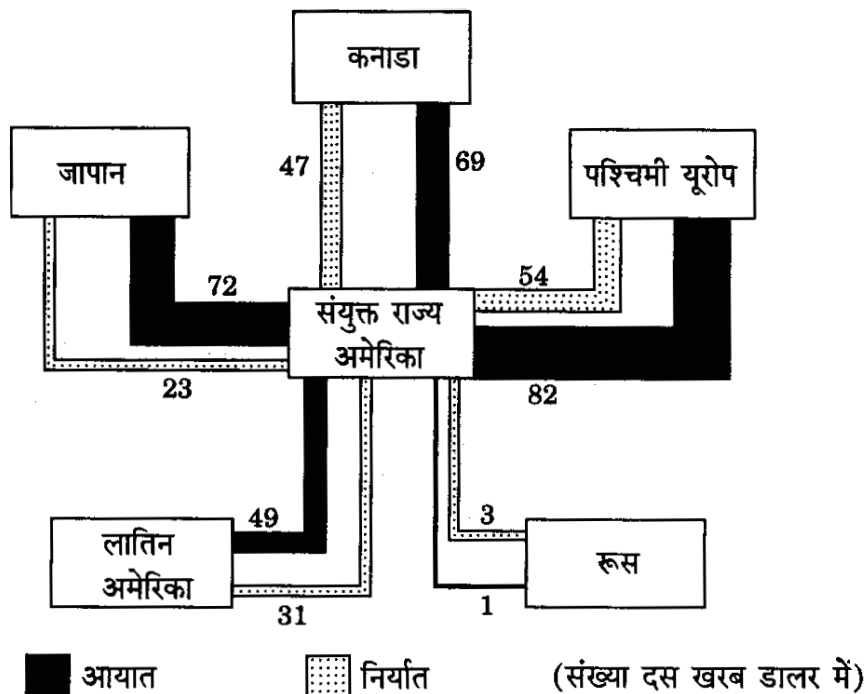 कनाडा
जापान
47
69
पश्चिमी यूरोप
72
54
संयुक्त राज्य
अमेरिका
23
82
49
3
लातिन
अमेरिका
रूस
31
1
आयात
निर्यात
(संख्या दस खरब डालर में)